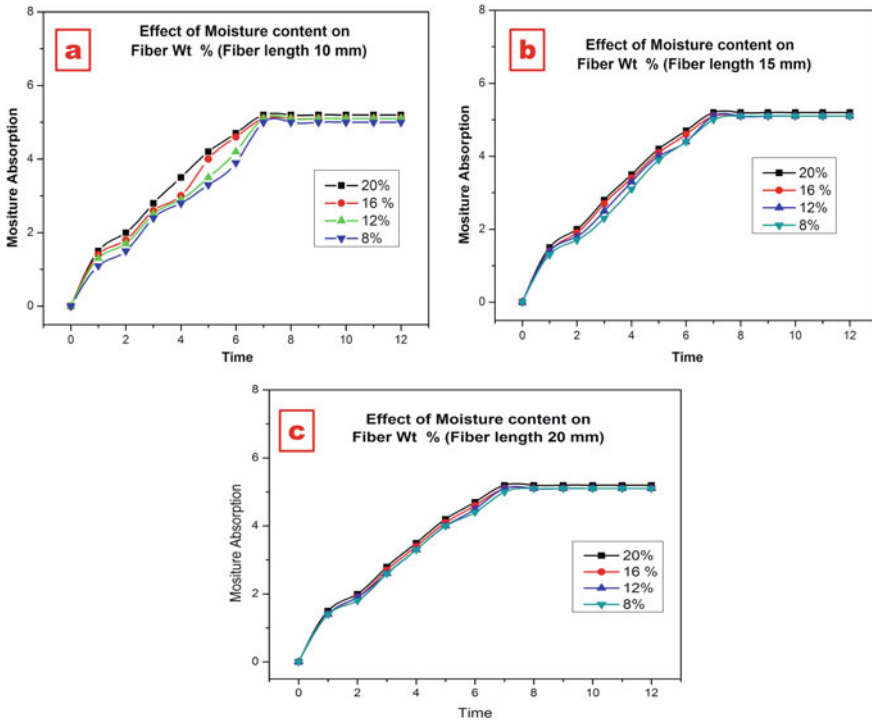 a
Effect of Moisture content on
Fiber Wt % (Fiber length 10 mm)
Mositure Absorption
8
6
4
2
0
20%
16 %
12%
8%
0 2 4 6 8 10 12
Time
b
Effect of Moisture content on
Fiber Wt % (Fiber length 15 mm)
Mositure Absorption
8
6
4
2
0
20%
16 %
12%
8%
0 2 4 6 8 10 12
Time
c
Effect of Moisture content on
Fiber Wt % (Fiber length 20 mm)
Mositure Absorption
8
6
4
2
0
20%
16 %
12%
8%
0 2 4 6 8 10 12
Time